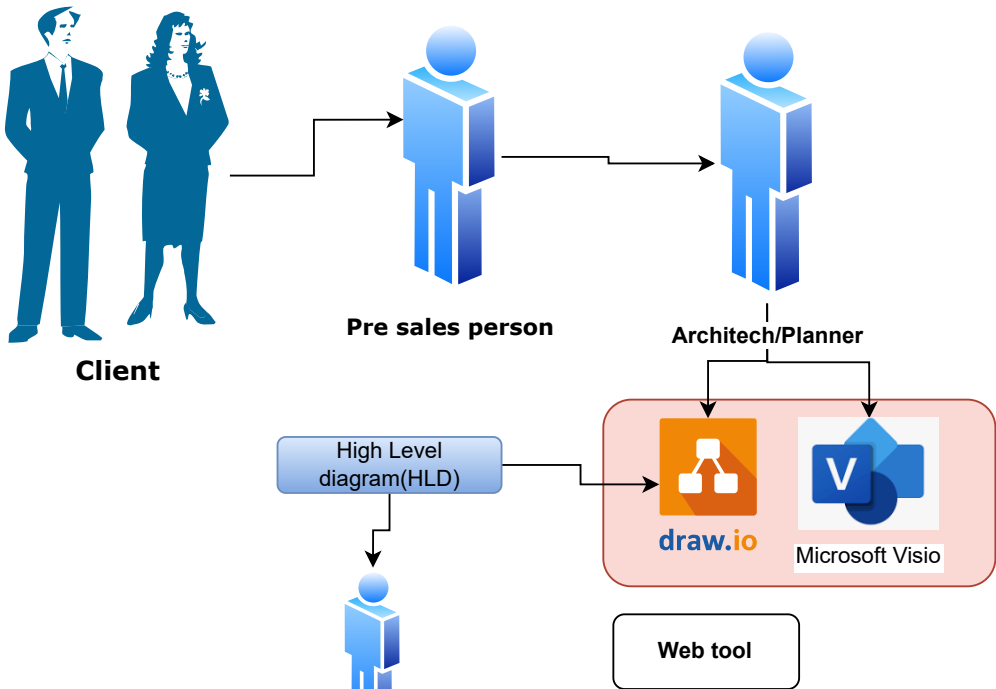 Client
Pre sales person
Architech/Planner
High Level
diagram(HLD)
draw.io
V
Microsoft Visio
Web tool